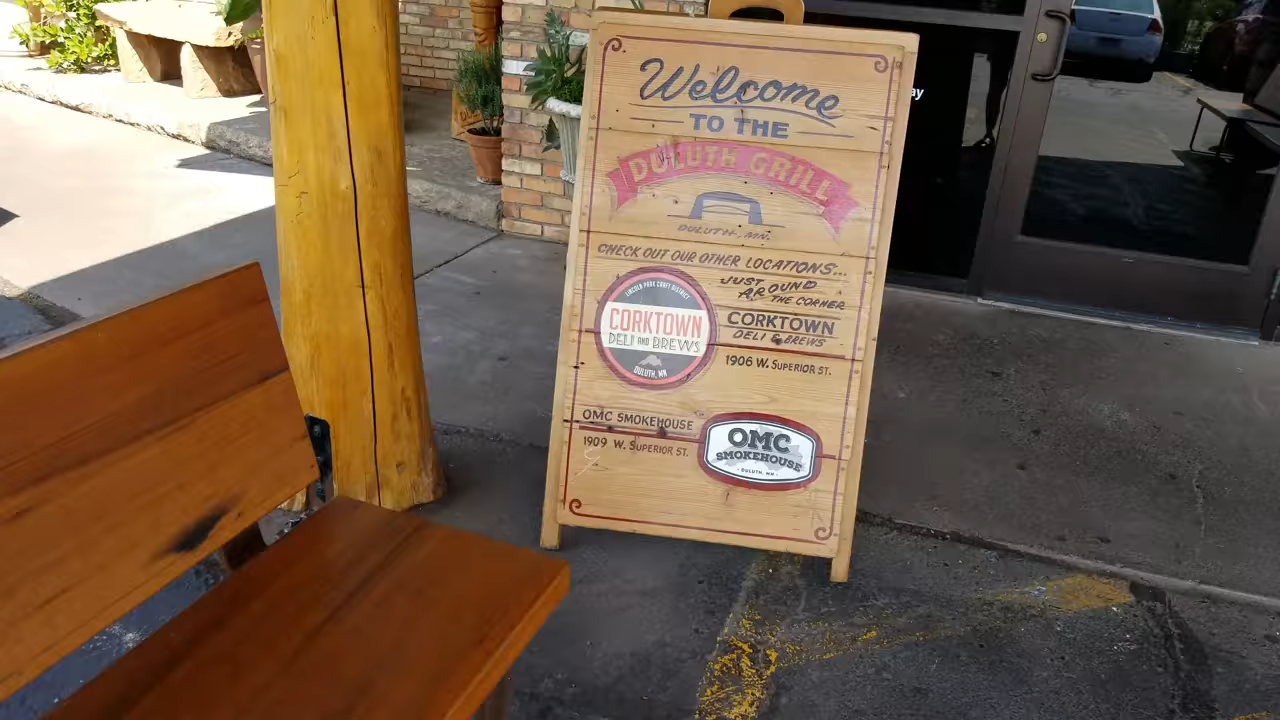 Welcome
TO THE
DULUTH GRILL
DULUTH, MN.
CHECK OUT OUR OTHER LOCATIONS...
LINCOLN PARK CRAFT DISTRICT
CORKTOWN
DELI AND BREWS
DULUTH, MN
JUST
AROUND
THE CORNER
CORKTOWN
DELI & BREWS
1906 W. SUPERIOR ST.
OMC SMOKEHOUSE
1909 W. SUPERIOR ST.
OMC
SMOKEHOUSE
- DULUTH, MN -